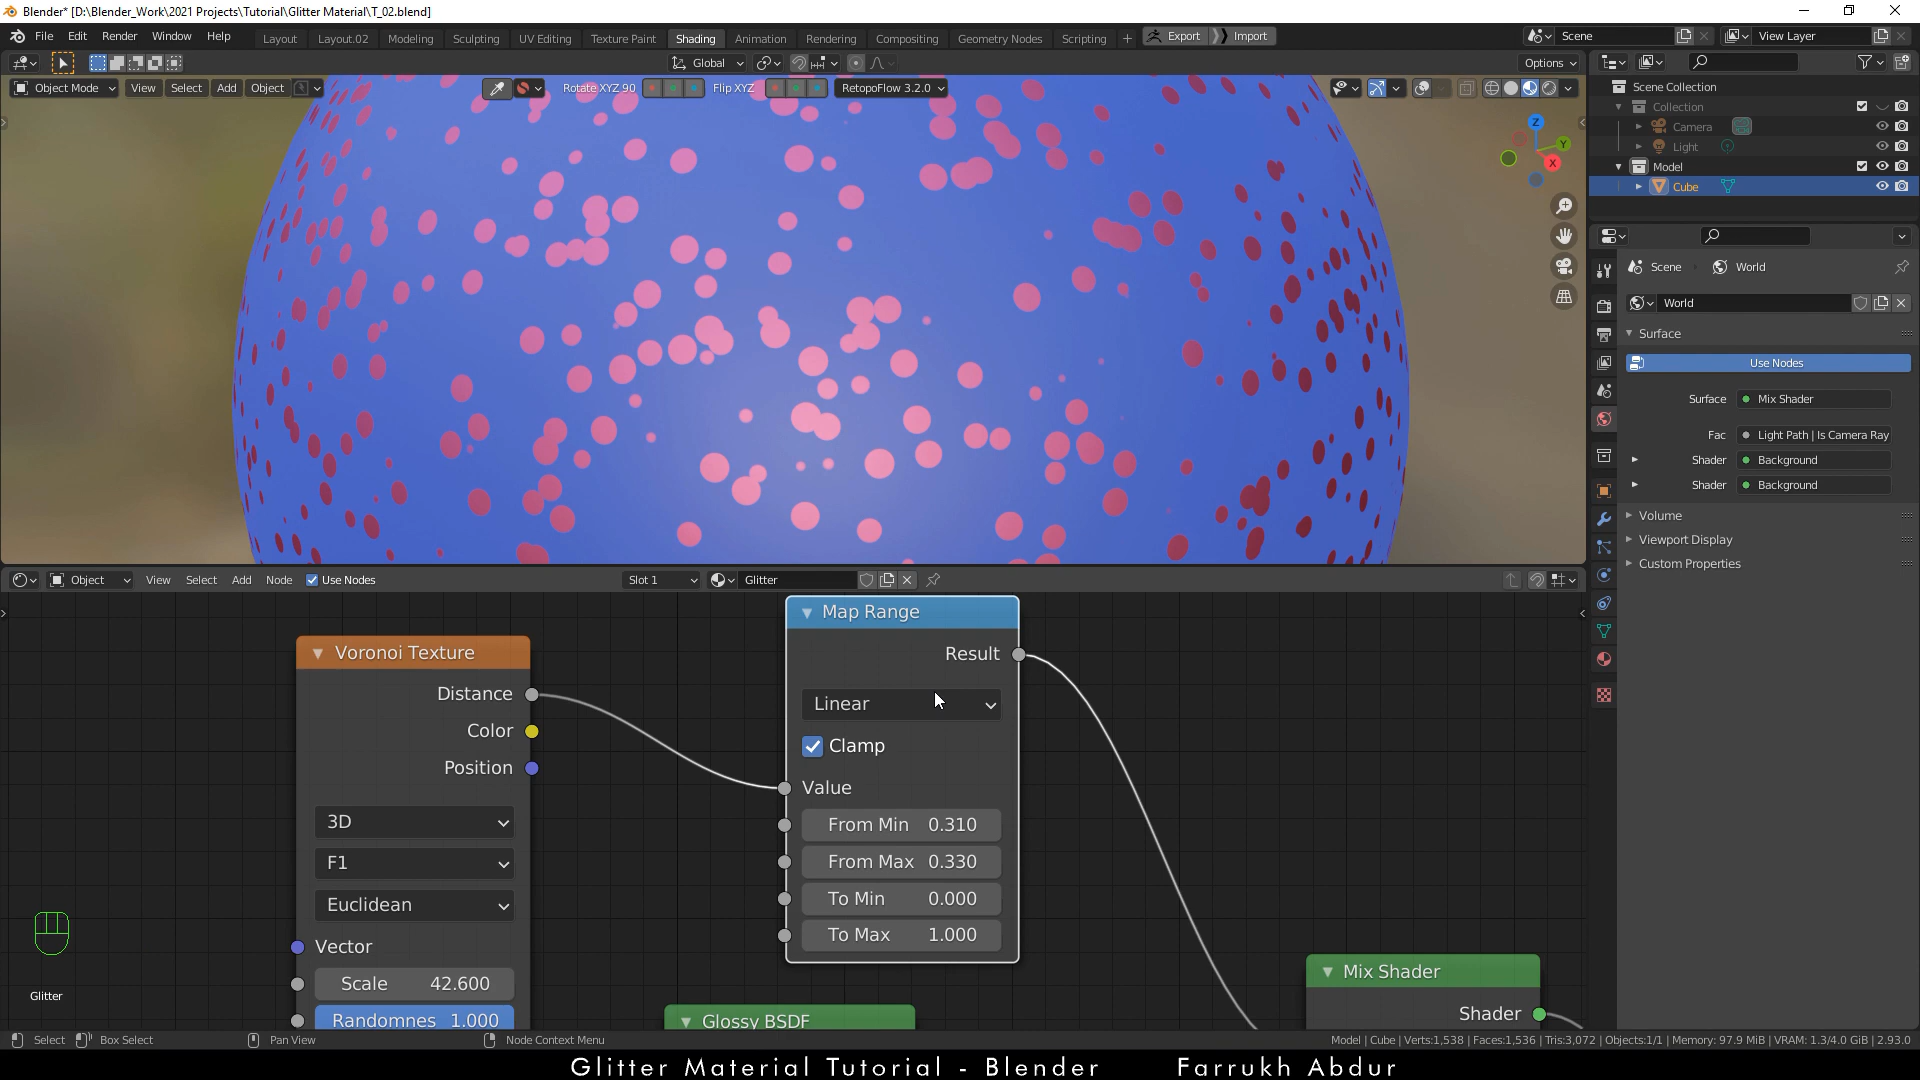 Blender* [D:\Blender_Work\2021 Projects\Tutorial\Glitter Material\T_02.blend]
File Edit Render Window Help Layout Layout.02 Modeling Sculpting UV Editing Texture Paint Shading Animation Rendering Compositing Geometry Nodes Scripting + Export Import Scene View Layer
Global Options
Object Mode View Select Add Object Rotate XYZ 90 Flip XYZ RetopoFlow 3.2.0
Scene Collection
Collection
Camera
Light
Model
Cube
Z
Y
X
Scene World
World
Surface
Use Nodes
Surface Mix Shader
Fac Light Path | Is Camera Ray
Shader Background
Shader Background
Volume
Viewport Display
Custom Properties
Object View Select Add Node Use Nodes Slot 1 Glitter
Voronoi Texture
Distance
Color
Position
3D
F1
Euclidean
Vector
Scale 42.600
Randomnes 1.000
Map Range
Result
Linear
Clamp
Value
From Min 0.310
From Max 0.330
To Min 0.000
To Max 1.000
Glossy BSDF
Mix Shader
Shader
Glitter
Select Box Select Pan View Node Context Menu Model | Cube | Verts:1,538 | Faces:1,536 | Tris:3,072 | Objects:1/1 | Memory: 97.9 MiB | VRAM: 1.3/4.0 GiB | 2.93.0
Glitter Material Tutorial - Blender Farrukh Abdur